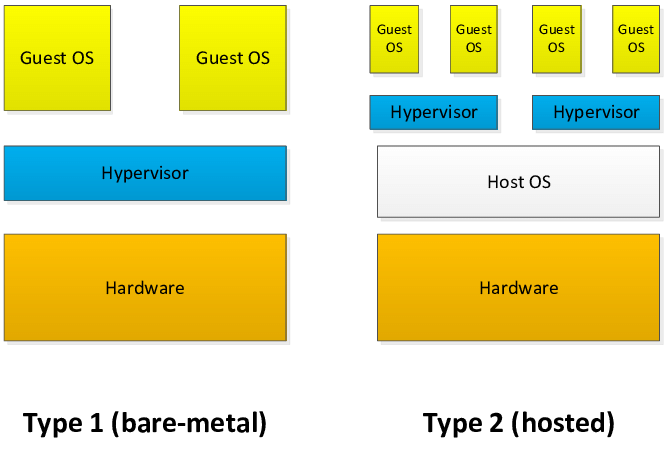 Guest OS
Guest OS
Hypervisor
Hardware
Type 1 (bare-metal)
Guest
OS
Guest
OS
Guest
OS
Guest
OS
Hypervisor
Hypervisor
Host OS
Hardware
Type 2 (hosted)